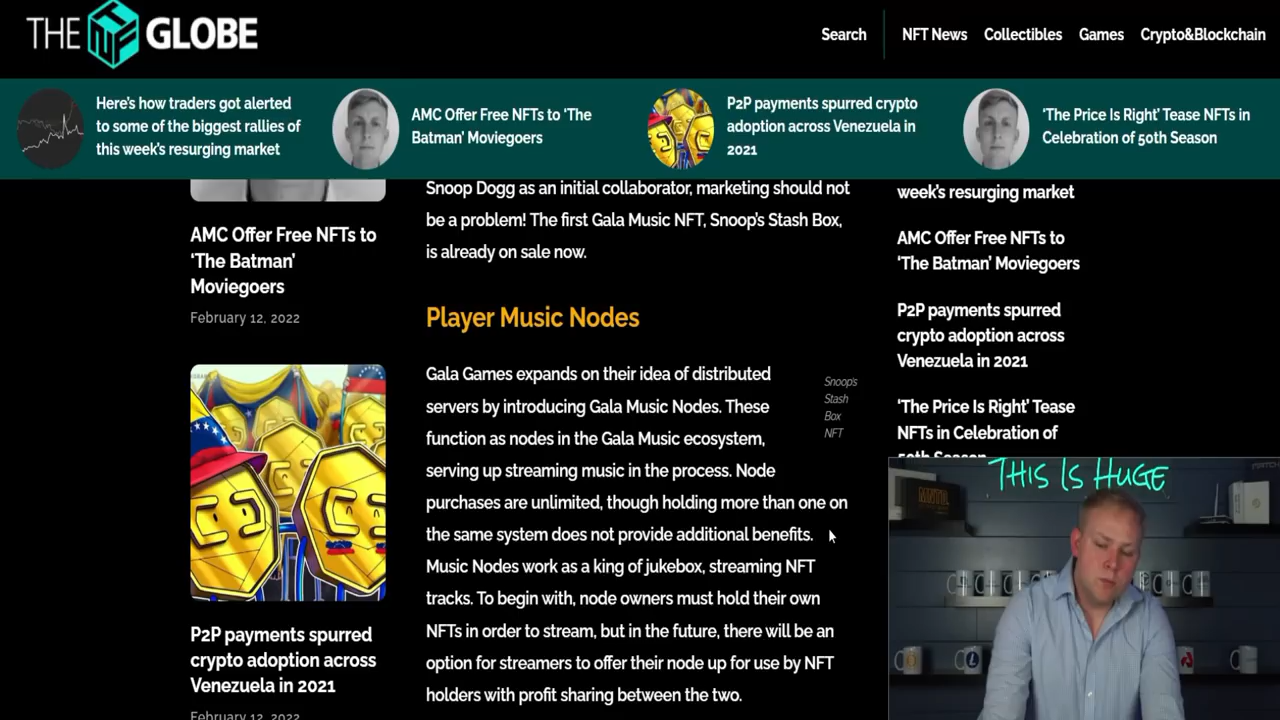 THE NFT GLOBE
Search
NFT News
Collectibles
Games
Crypto&Blockchain
Here's how traders got alerted
to some of the biggest rallies of
this week's resurging market
AMC Offer Free NFTs to 'The
Batman' Moviegoers
P2P payments spurred crypto
adoption across Venezuela in
2021
'The Price Is Right' Tease NFTs in
Celebration of 50th Season
AMC Offer Free NFTs to
'The Batman'
Moviegoers
February 12, 2022
P2P payments spurred
crypto adoption across
Venezuela in 2021
February 12, 2022
Snoop Dogg as an initial collaborator, marketing should not
be a problem! The first Gala Music NFT, Snoop's Stash Box,
is already on sale now.
Player Music Nodes
Gala Games expands on their idea of distributed
servers by introducing Gala Music Nodes. These
function as nodes in the Gala Music ecosystem,
serving up streaming music in the process. Node
purchases are unlimited, though holding more than one on
the same system does not provide additional benefits.
Music Nodes work as a king of jukebox, streaming NFT
tracks. To begin with, node owners must hold their own
NFTs in order to stream, but in the future, there will be an
option for streamers to offer their node up for use by NFT
holders with profit sharing between the two.
Snoop's
Stash
Box
NFT
week's resurging market
AMC Offer Free NFTs to
'The Batman' Moviegoers
P2P payments spurred
crypto adoption across
Venezuela in 2021
'The Price Is Right' Tease
NFTs in Celebration of
50th Season
THIS IS HUGE